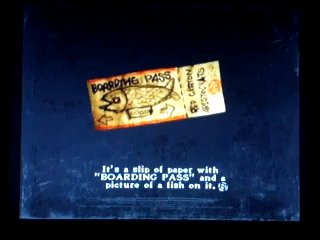 BOARDING PASS
It's a slip of paper with
"BOARDING PASS" and a
picture of a fish on it.